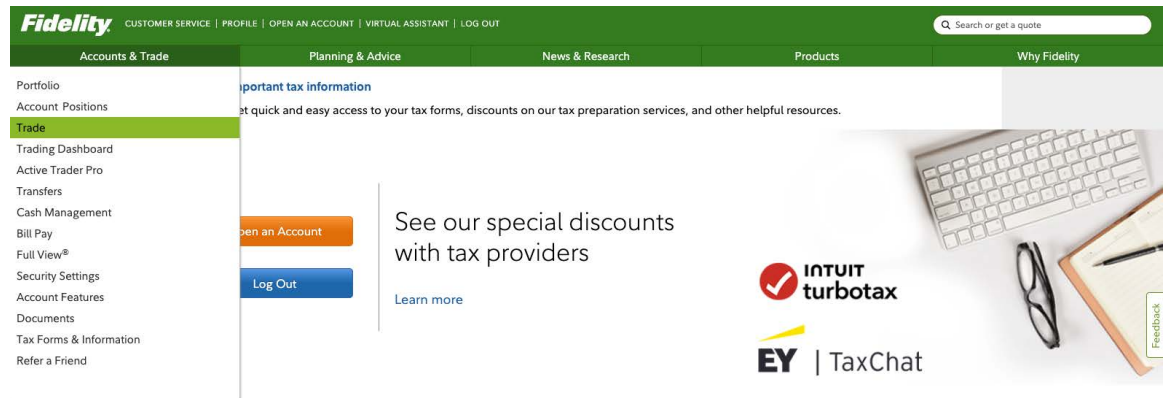 Fidelity
CUSTOMER SERVICE | PROFILE | OPEN AN ACCOUNT | VIRTUAL ASSISTANT | LOG OUT
Search or get a quote
Accounts & Trade
Planning & Advice
News & Research
Products
Why Fidelity
Portfolio
Account Positions
Trade
Trading Dashboard
Active Trader Pro
Transfers
Cash Management
Bill Pay
Full View®
Security Settings
Account Features
Documents
Tax Forms & Information
Refer a Friend
portant tax information
et quick and easy access to your tax forms, discounts on our tax preparation services, and other helpful resources.
pen an Account
Log Out
See our special discounts
with tax providers
Learn more
INTUIT
turbotax
EY | TaxChat
Feedback